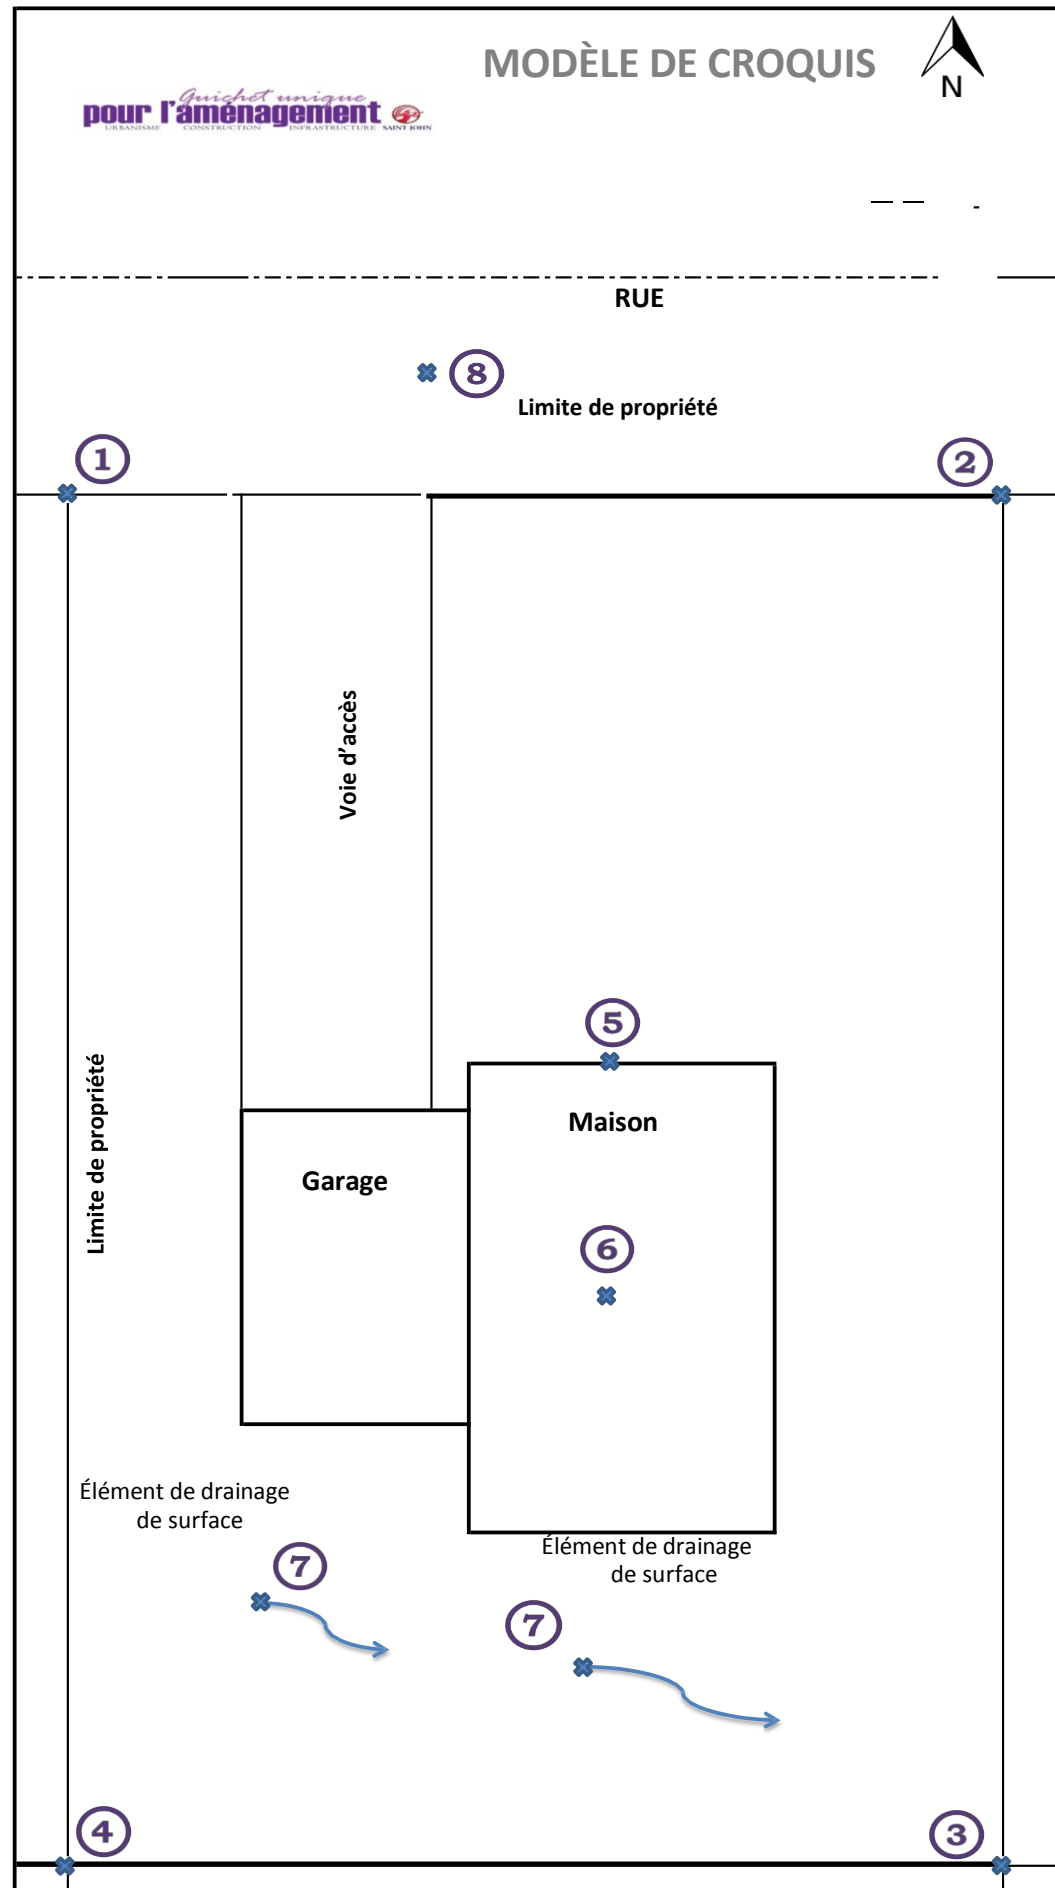 MODÈLE DE CROQUIS
N
Guichet unique
pour l'aménagement
URBANISME CONSTRUCTION INFRASTRUCTURE SAINT JOHN
RUE
8
Limite de propriété
1
2
Voie d'accès
5
Limite de propriété
Maison
Garage
6
Élément de drainage
de surface
Élément de drainage
de surface
7
7
4
3